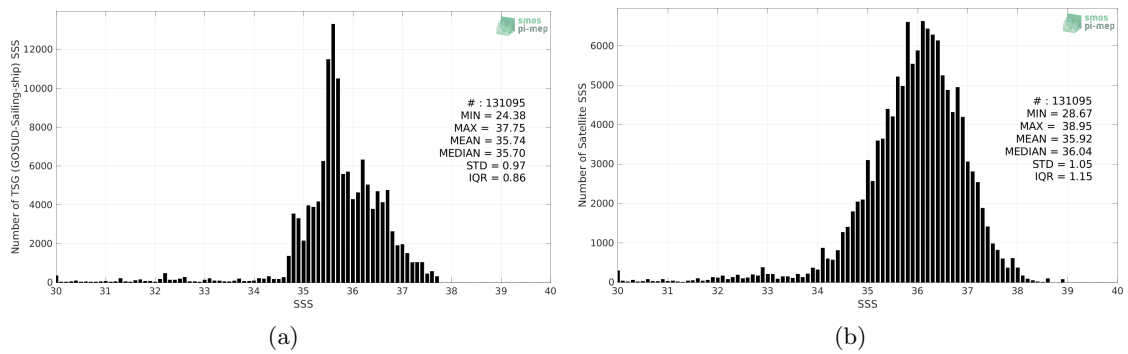 smos
pi-mep
Number of TSG (GOSUD-Sailing-ship) SSS
12000
10000
8000
6000
4000
2000
0
# : 131095
MIN = 24.38
MAX = 37.75
MEAN = 35.74
MEDIAN = 35.70
STD = 0.97
IQR = 0.86
30 31 32 33 34 35 36 37 38 39 40
SSS
(a)
smos
pi-mep
Number of Satellite SSS
6000
5000
4000
3000
2000
1000
0
# : 131095
MIN = 28.67
MAX = 38.95
MEAN = 35.92
MEDIAN = 36.04
STD = 1.05
IQR = 1.15
30 31 32 33 34 35 36 37 38 39 40
SSS
(b)